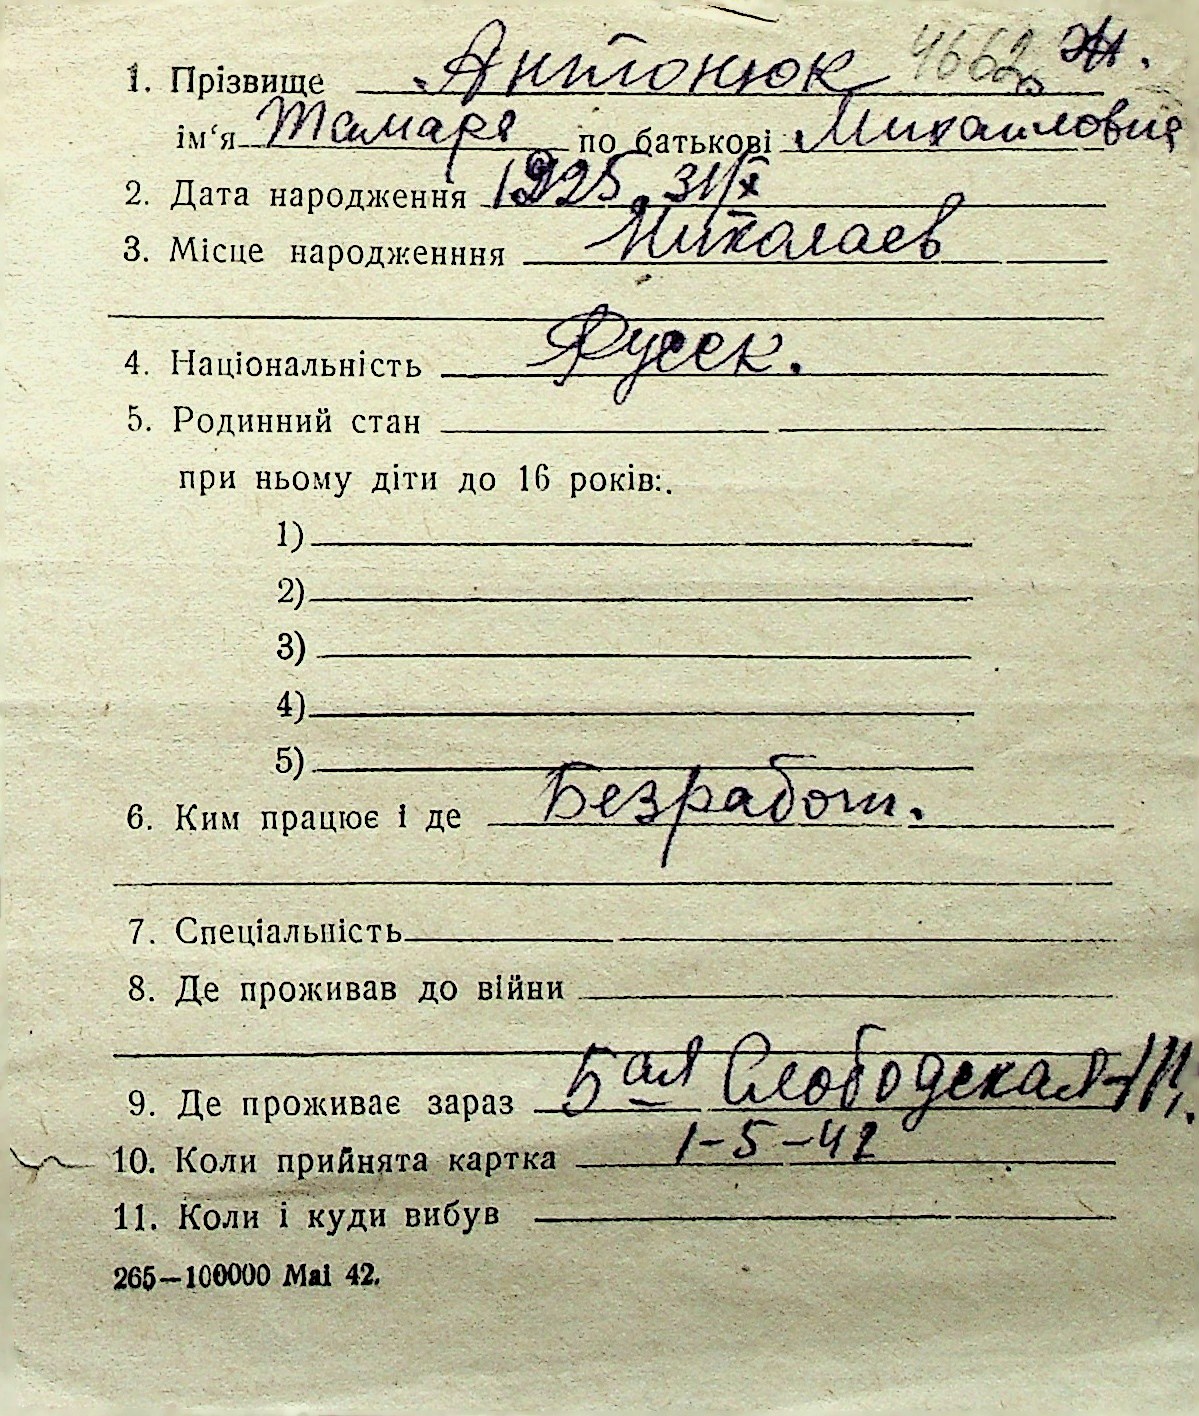 1. Прізвище Антонюк 4662 Ж.
ім'я Тамара по батькові Михайловна
2. Дата народження 1925 31/X
3. Місце народженння Николаев
4. Національність Русск.
5. Родинний стан
при ньому діти до 16 років:.
1)
2)
3)
4)
5)
6. Ким працює і де Безработ.
7. Спеціальність
8. Де проживав до війни
9. Де проживає зараз 5ая Слободская
10. Коли прийнята картка 1-5-42
11. Коли і куди вибув
265—100000 Mai 42.